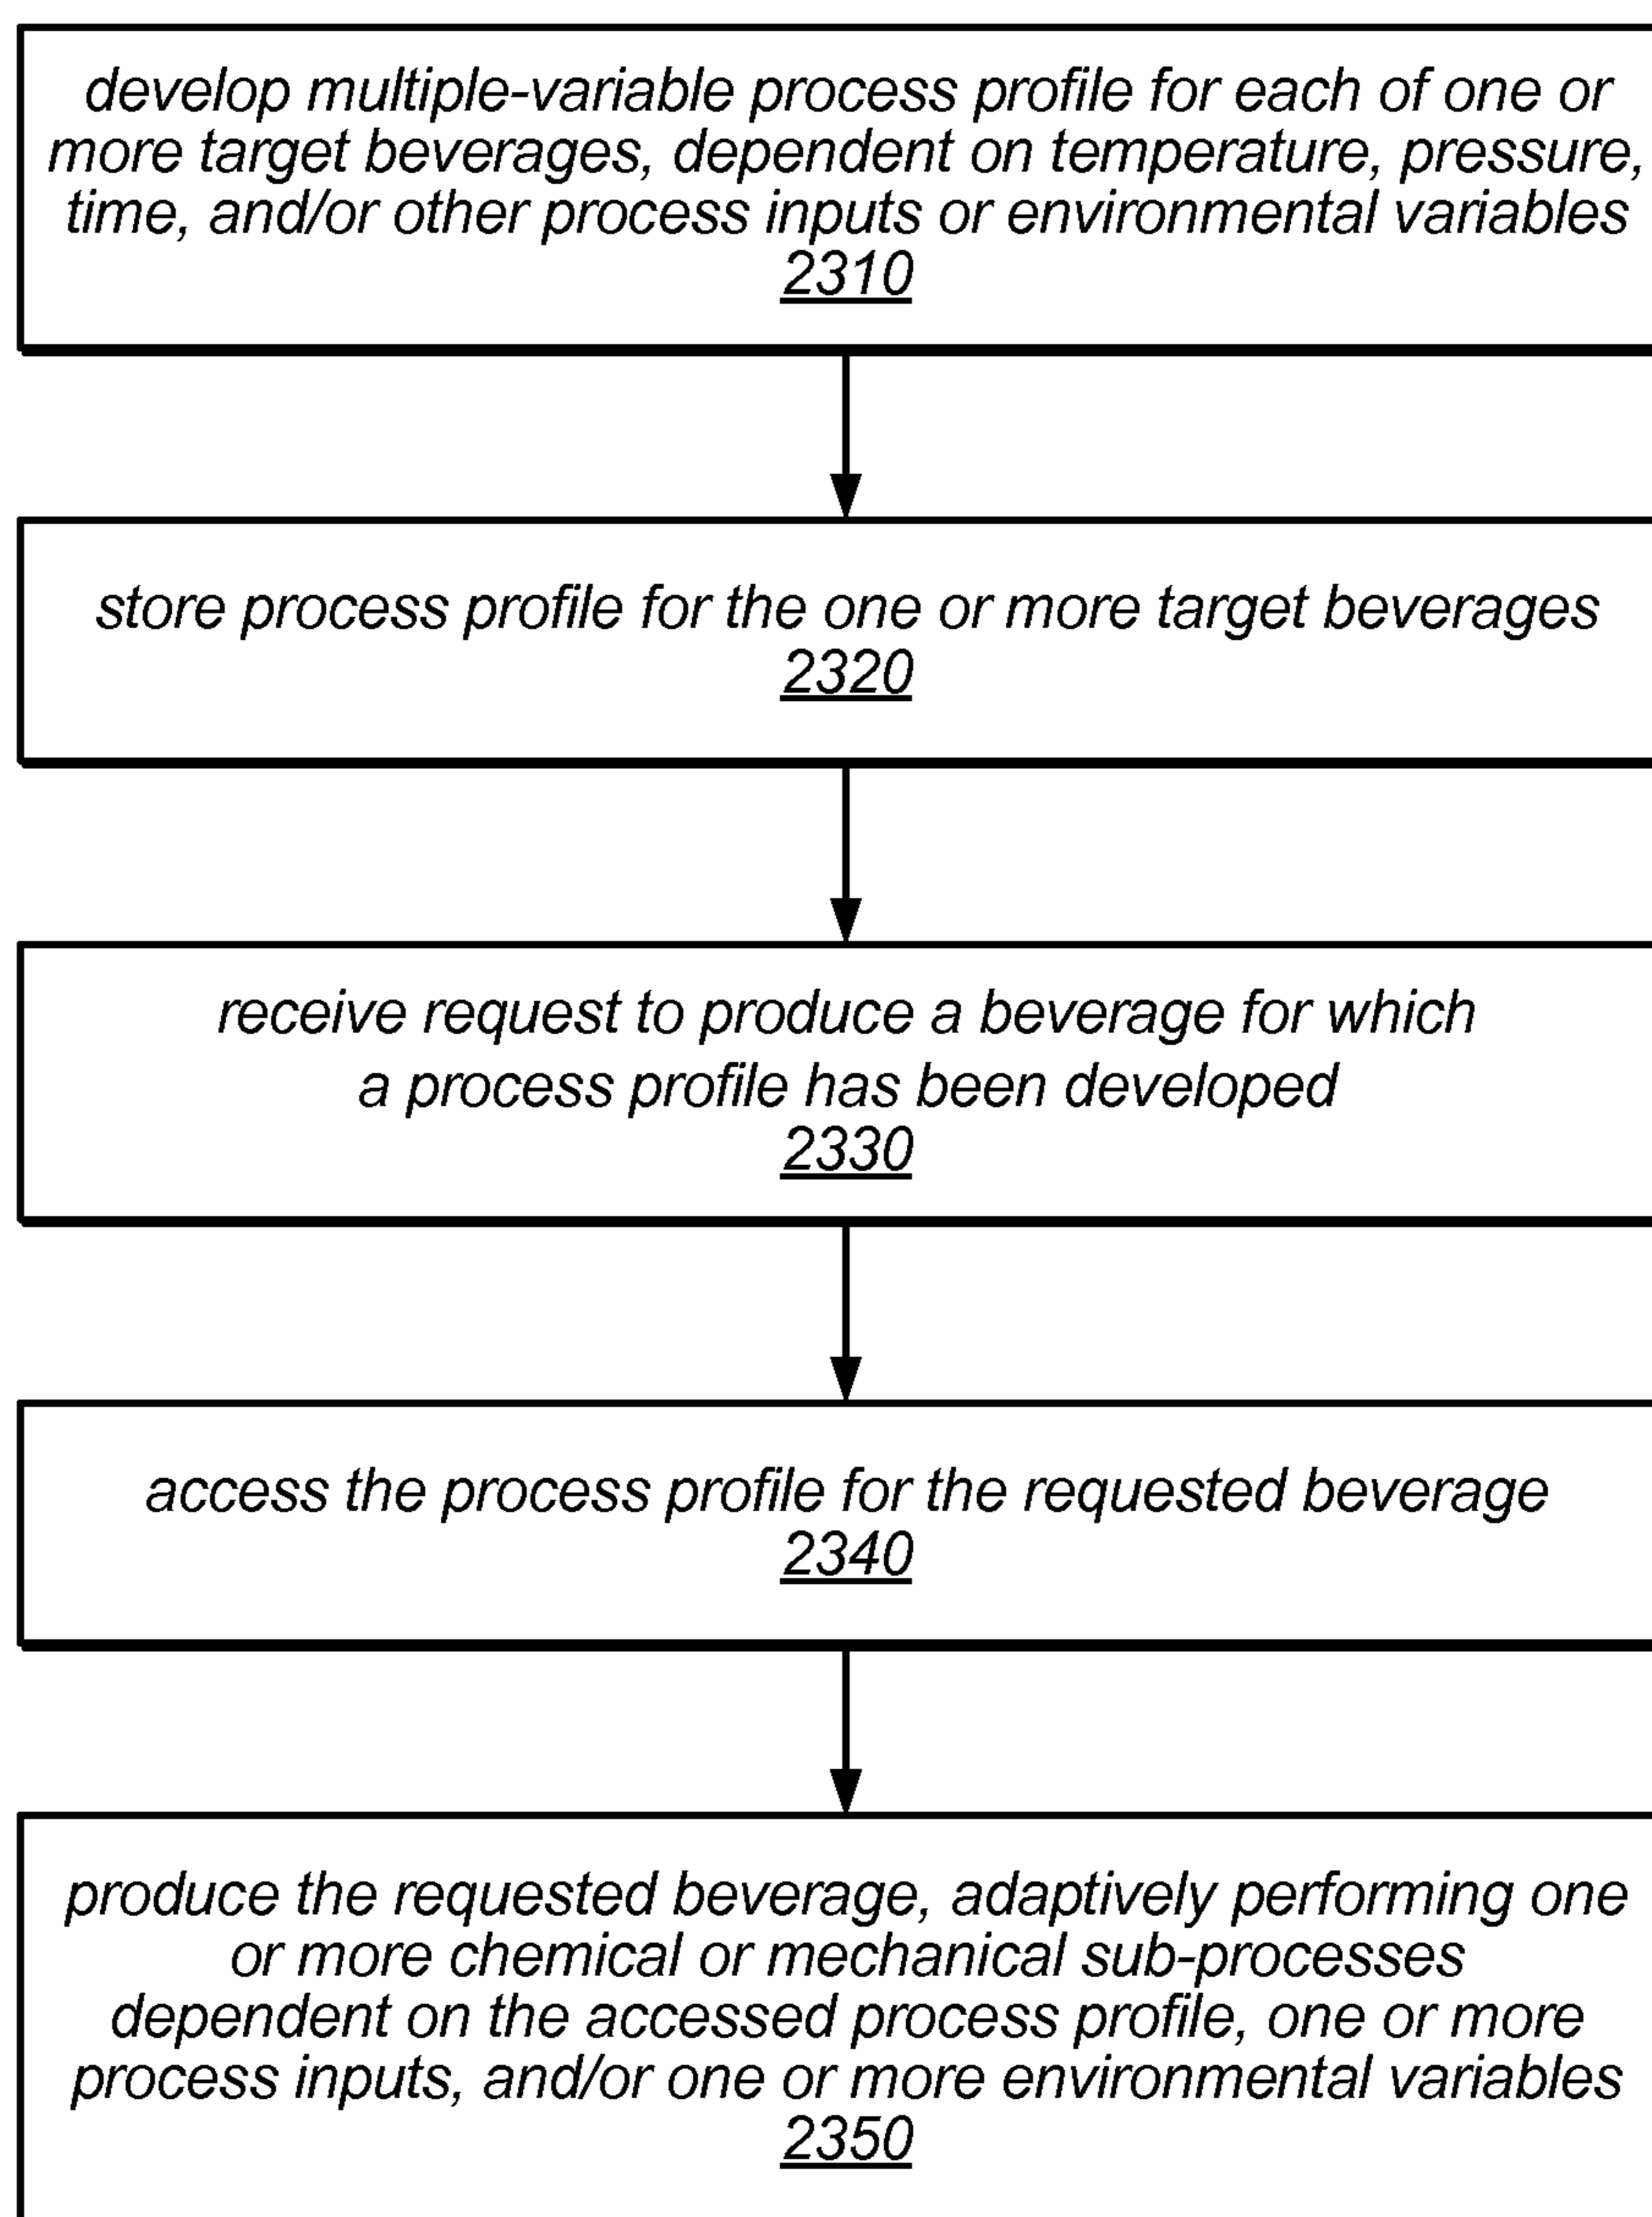 develop multiple-variable process profile for each of one or
more target beverages, dependent on temperature, pressure,
time, and/or other process inputs or environmental variables
2310
store process profile for the one or more target beverages
2320
receive request to produce a beverage for which
a process profile has been developed
2330
access the process profile for the requested beverage
2340
produce the requested beverage, adaptively performing one
or more chemical or mechanical sub-processes
dependent on the accessed process profile, one or more
process inputs, and/or one or more environmental variables
2350